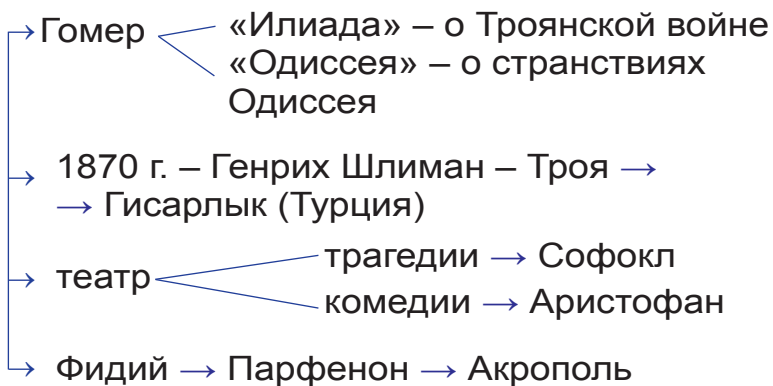 → Гомер «Илиада» – о Троянской войне
«Одиссея» – о странствиях
Одиссея
→ 1870 г. – Генрих Шлиман – Троя →
→ Гисарлык (Турция)
трагедии → Софокл
→ театр
комедии → Аристофан
→ Фидий → Парфенон → Акрополь